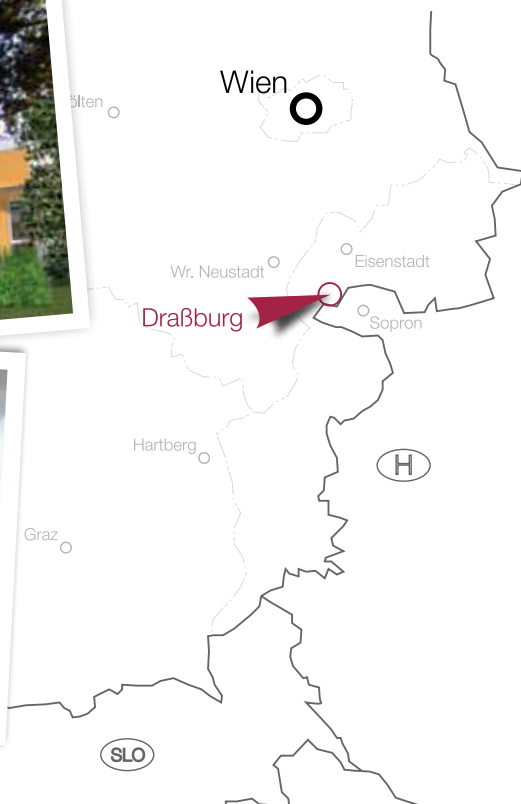 Wien
ölten
Eisenstadt
Wr. Neustadt
Draßburg
Sopron
Hartberg
H
Graz
SLO